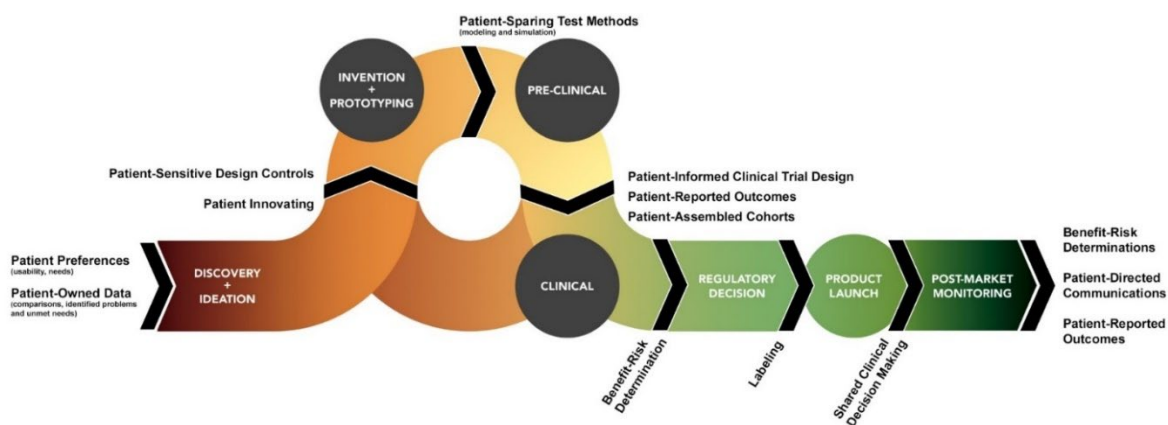 Patient-Sparing Test Methods
(modeling and simulation)
INVENTION
+
PROTOTYPING
PRE-CLINICAL
Patient-Sensitive Design Controls
Patient Innovating
Patient-Informed Clinical Trial Design
Patient-Reported Outcomes
Patient-Assembled Cohorts
Patient Preferences
(usability, needs)
Patient-Owned Data
(comparisons, identified problems
and unmet needs)
DISCOVERY
+
IDEATION
CLINICAL
REGULATORY
DECISION
PRODUCT
LAUNCH
POST-MARKET
MONITORING
Benefit-Risk
Determinations
Patient-Directed
Communications
Patient-Reported
Outcomes
Benefit-Risk
Determination
Labeling
Shared Clinical
Decision Making